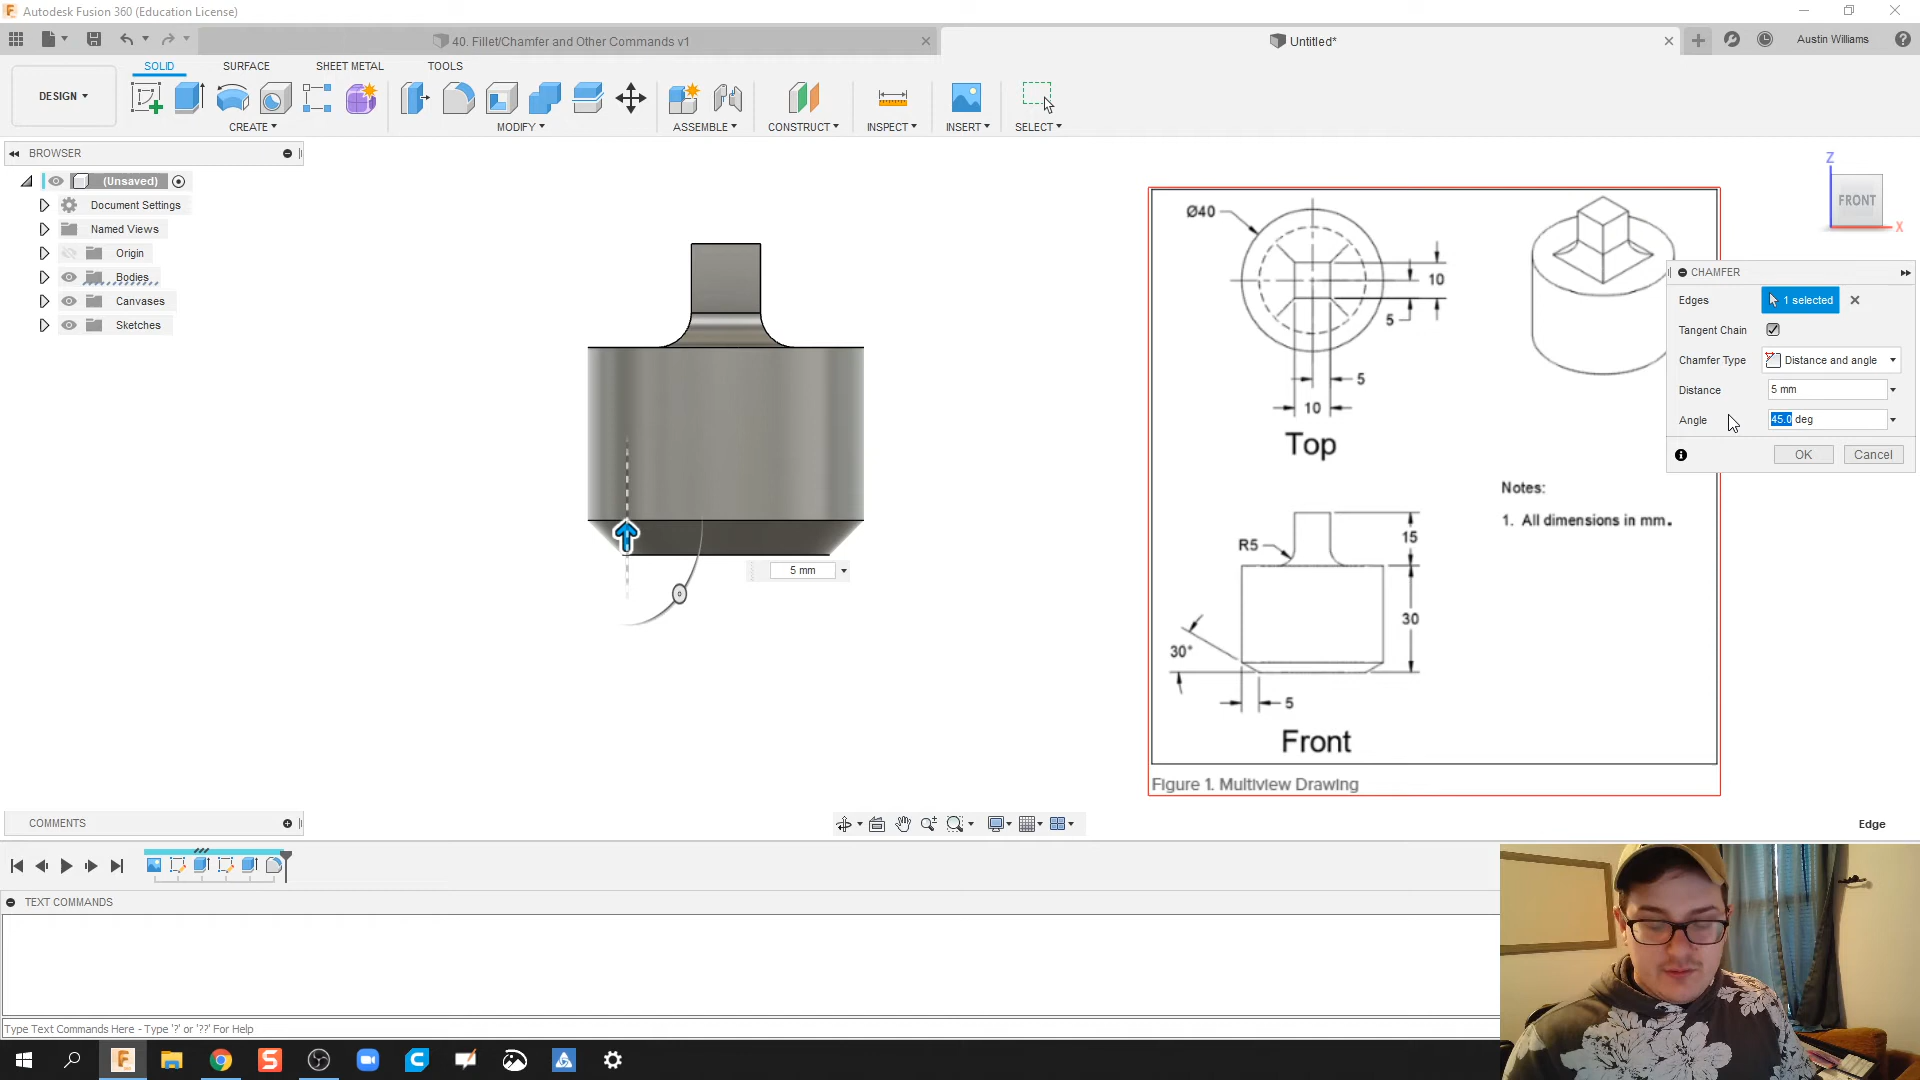 Autodesk Fusion 360 (Education License)
40. Fillet/Chamfer and Other Commands v1
Untitled*
Austin Williams
SOLID
SURFACE
SHEET METAL
TOOLS
DESIGN
CREATE
MODIFY
ASSEMBLE
CONSTRUCT
INSPECT
INSERT
SELECT
BROWSER
(Unsaved)
Document Settings
Named Views
Origin
Bodies
Canvases
Sketches
Z
FRONT
X
Ø40
10
5
5
10
Top
CHAMFER
Edges
1 selected
Tangent Chain
Chamfer Type
Distance and angle
Distance
5 mm
Angle
45.0 deg
OK
Cancel
5 mm
Notes:
1. All dimensions in mm.
R5
15
30
30°
5
Front
Figure 1. Multiview Drawing
COMMENTS
Edge
TEXT COMMANDS
Type Text Commands Here - Type '?' or '??' For Help